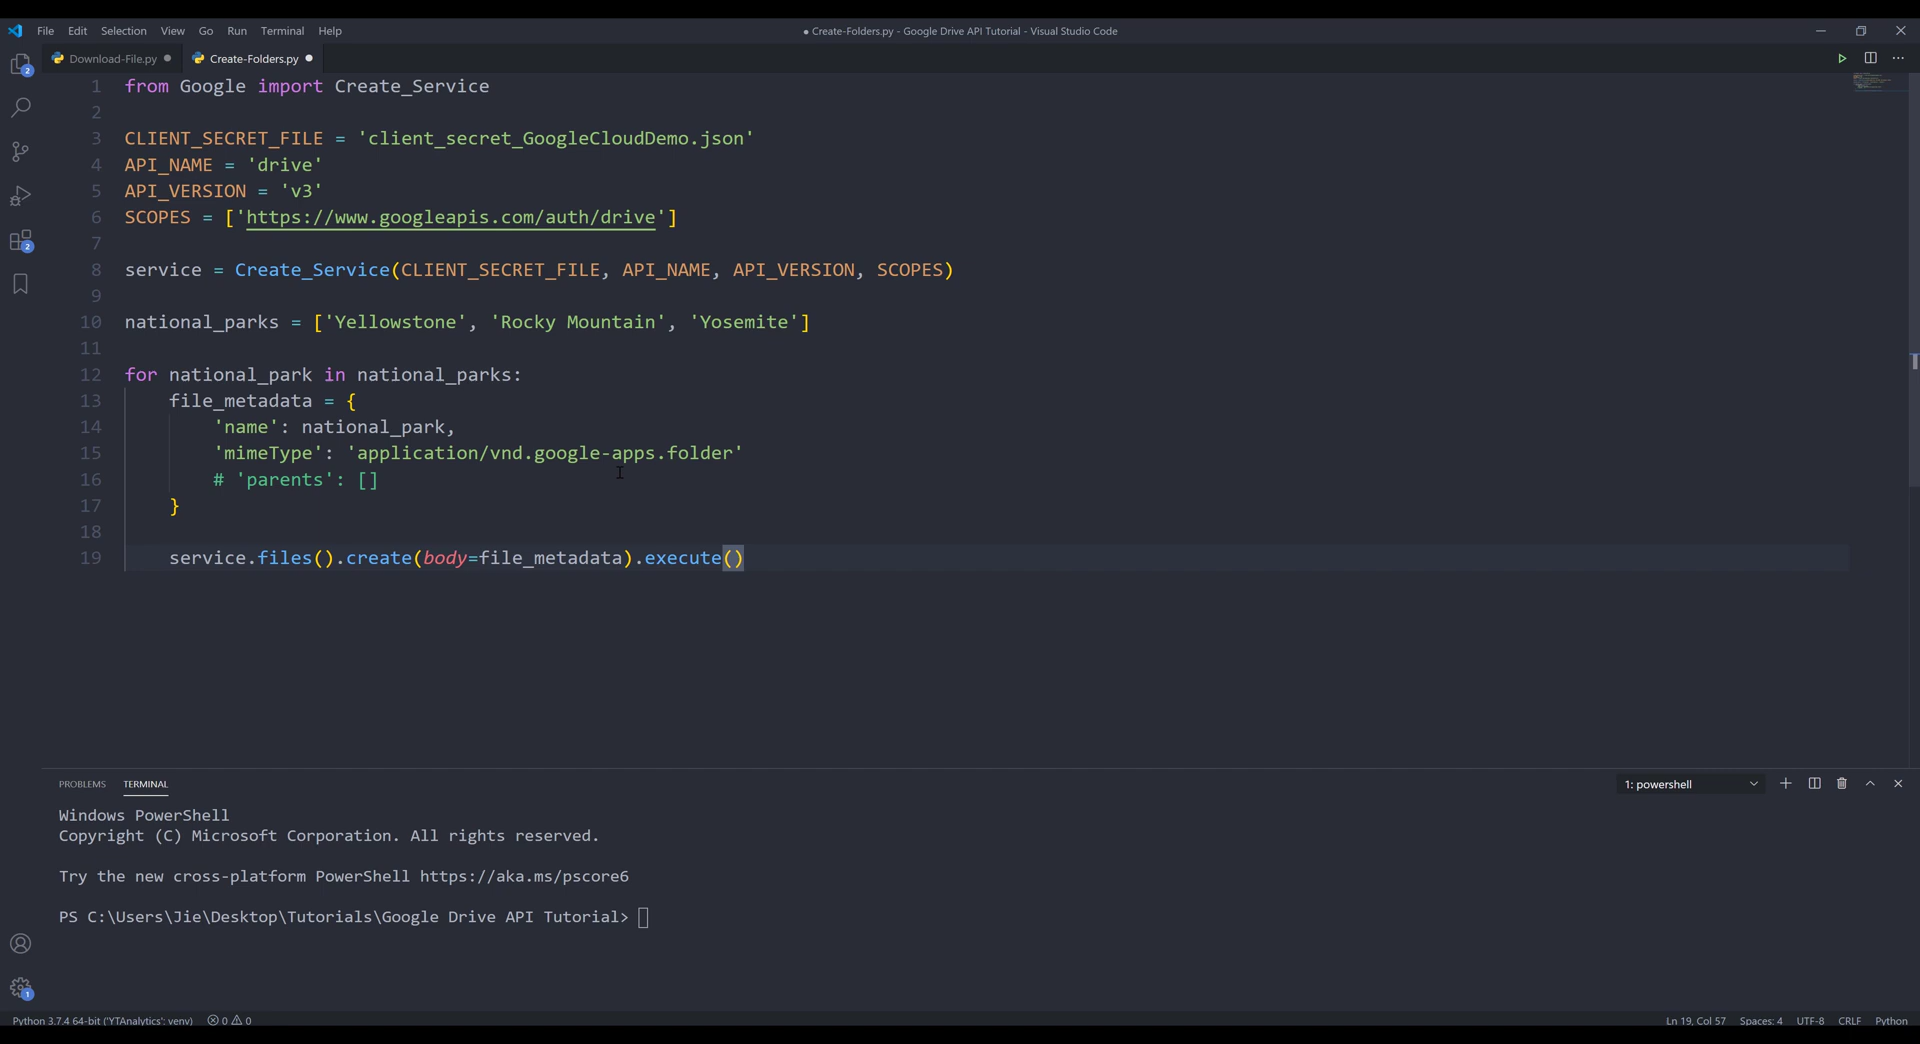 File Edit Selection View Go Run Terminal Help
● Create-Folders.py - Google Drive API Tutorial - Visual Studio Code
Download-File.py ● Create-Folders.py ●
1 from Google import Create_Service
2
3 CLIENT_SECRET_FILE = 'client_secret_GoogleCloudDemo.json'
4 API_NAME = 'drive'
5 API_VERSION = 'v3'
6 SCOPES = ['https://www.googleapis.com/auth/drive']
7
8 service = Create_Service(CLIENT_SECRET_FILE, API_NAME, API_VERSION, SCOPES)
9
10 national_parks = ['Yellowstone', 'Rocky Mountain', 'Yosemite']
11
12 for national_park in national_parks:
13     file_metadata = {
14         'name': national_park,
15         'mimeType': 'application/vnd.google-apps.folder'
16         # 'parents': []
17     }
18
19     service.files().create(body=file_metadata).execute()
2
2
PROBLEMS TERMINAL
1: powershell
Windows PowerShell
Copyright (C) Microsoft Corporation. All rights reserved.
Try the new cross-platform PowerShell https://aka.ms/pscore6
PS C:\Users\Jie\Desktop\Tutorials\Google Drive API Tutorial>
1
Python 3.7.4 64-bit ('YTAnalytics': venv) 0 0
Ln 19, Col 57 Spaces: 4 UTF-8 CRLF Python